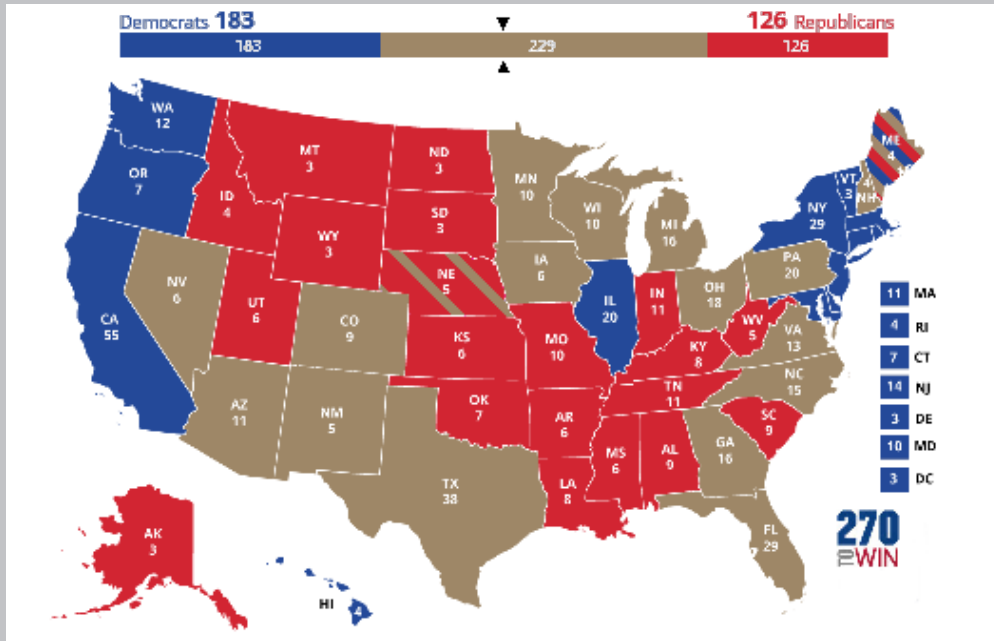 Democrats 183
126 Republicans
183
229
126
WA
12
OR
7
CA
55
NV
6
ID
4
MT
3
WY
3
UT
6
CO
9
AZ
11
NM
5
ND
3
SD
3
NE
5
KS
6
OK
7
TX
38
MN
10
IA
6
MO
10
AR
6
LA
8
WI
10
IL
20
MI
16
IN
11
OH
18
KY
8
TN
11
MS
6
AL
9
GA
16
FL
29
SC
9
NC
15
VA
13
WV
5
PA
20
NY
29
VT
3
4
NH
ME
4
11 MA
4 RI
7 CT
14 NJ
3 DE
10 MD
3 DC
AK
3
HI
4
270
TO WIN